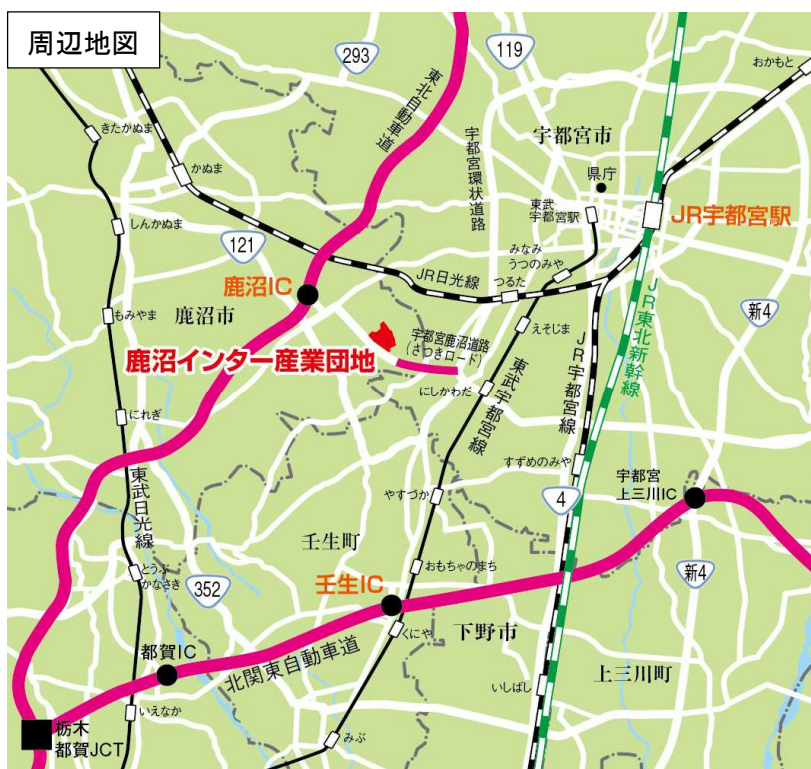 周辺地図
293
119
東北自動車道
おかもと
きたかぬま
宇都宮環状道路
宇都宮市
県庁
かぬま
東武
宇都宮駅
JR宇都宮駅
しんかぬま
121
みなみ
うつのみや
JR日光線
つるた
鹿沼IC
新4
もみやま
鹿沼市
えそじま
JR東北新幹線
宇都宮鹿沼道路
(さつきロード)
鹿沼インター産業団地
JR宇都宮線
東武宇都宮線
にしかわだ
にれぎ
すずめのみや
東武日光線
宇都宮
上三川IC
やすづか
4
壬生町
とうぶ
かなさき
おもちゃのまち
352
新4
壬生IC
くにや
下野市
都賀IC
北関東自動車道
上三川町
いしばし
いえなか
栃木
都賀JCT
みぶ